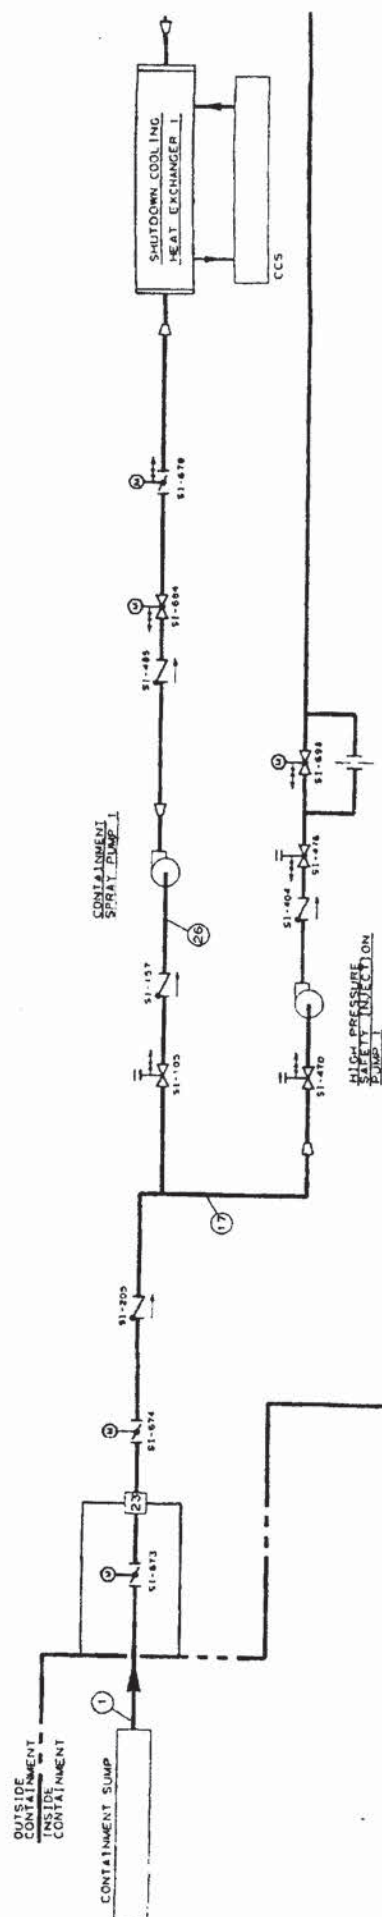 OUTSIDE
CONTAINMENT
INSIDE
CONTAINMENT
CONTAINMENT SUMP
1
SI-673
23
SI-674
SI-205
17
SI-105
SI-157
26
CONTAINMENT
SPRAY PUMP 1
SI-485
M
SI-684
M
SI-678
SHUTDOWN COOLING
HEAT EXCHANGER 1
CCS
SI-470
HIGH PRESSURE
SAFETY INJECTION
PUMP 1
SI-404
SI-476
M
SI-698